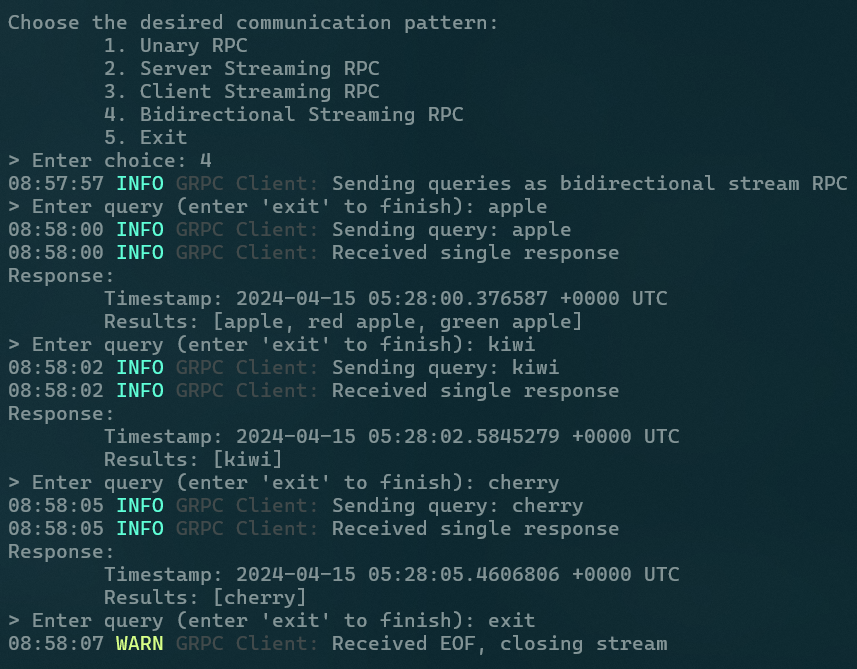 Choose the desired communication pattern:
1. Unary RPC
2. Server Streaming RPC
3. Client Streaming RPC
4. Bidirectional Streaming RPC
5. Exit
> Enter choice: 4
08:57:57 INFO GRPC Client: Sending queries as bidirectional stream RPC
> Enter query (enter 'exit' to finish): apple
08:58:00 INFO GRPC Client: Sending query: apple
08:58:00 INFO GRPC Client: Received single response
Response:
Timestamp: 2024-04-15 05:28:00.376587 +0000 UTC
Results: [apple, red apple, green apple]
> Enter query (enter 'exit' to finish): kiwi
08:58:02 INFO GRPC Client: Sending query: kiwi
08:58:02 INFO GRPC Client: Received single response
Response:
Timestamp: 2024-04-15 05:28:02.5845279 +0000 UTC
Results: [kiwi]
> Enter query (enter 'exit' to finish): cherry
08:58:05 INFO GRPC Client: Sending query: cherry
08:58:05 INFO GRPC Client: Received single response
Response:
Timestamp: 2024-04-15 05:28:05.4606806 +0000 UTC
Results: [cherry]
> Enter query (enter 'exit' to finish): exit
08:58:07 WARN GRPC Client: Received EOF, closing stream